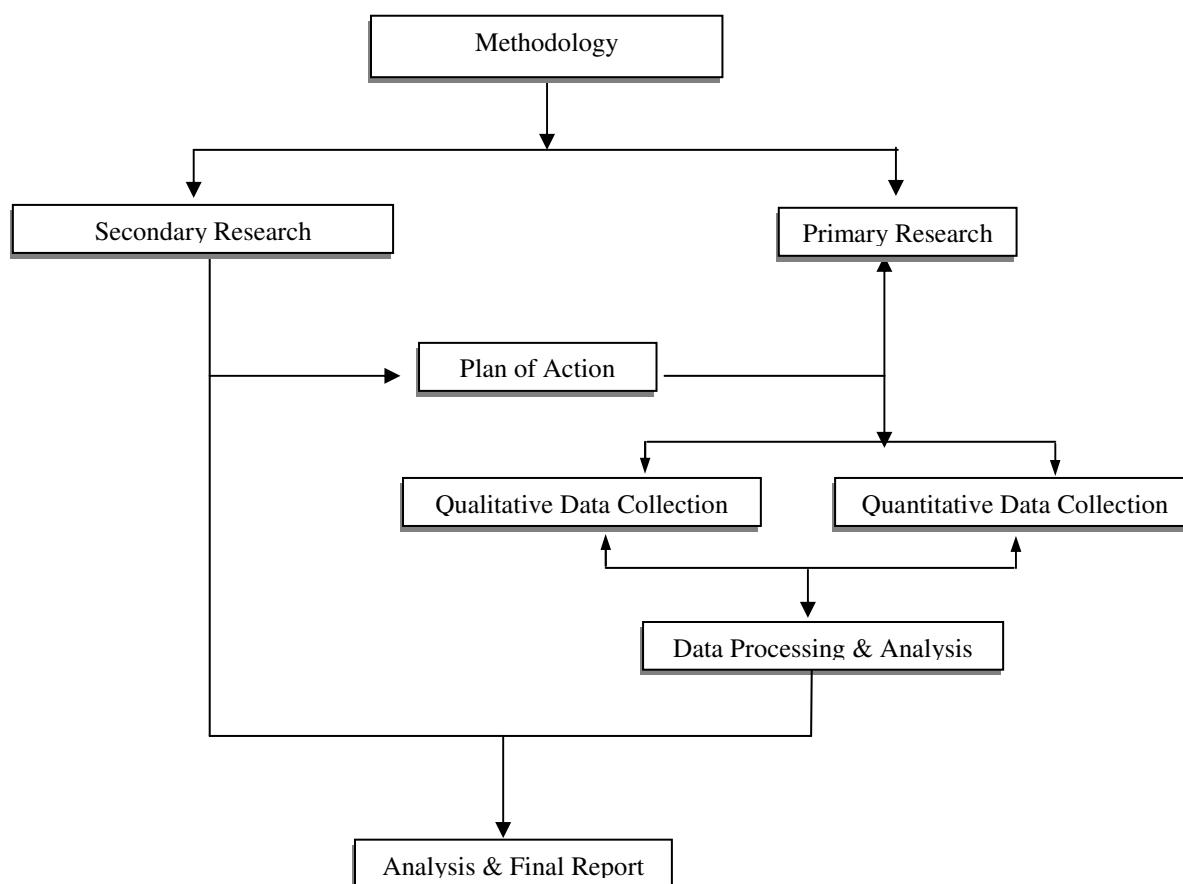 Methodology
Secondary Research
Primary Research
Plan of Action
Qualitative Data Collection
Quantitative Data Collection
Data Processing & Analysis
Analysis & Final Report